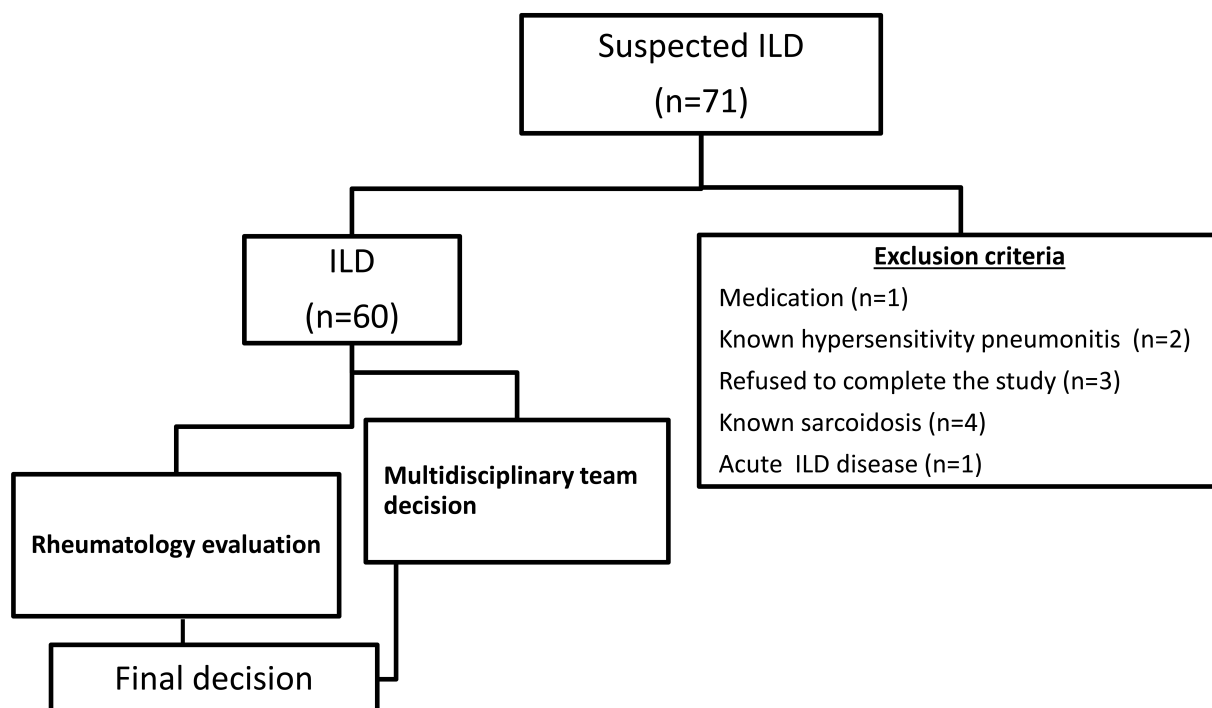 Suspected ILD
(n=71)
ILD
(n=60)
Exclusion criteria
Medication (n=1)
Known hypersensitivity pneumonitis (n=2)
Refused to complete the study (n=3)
Known sarcoidosis (n=4)
Acute ILD disease (n=1)
Multidisciplinary team
decision
Rheumatology evaluation
Final decision